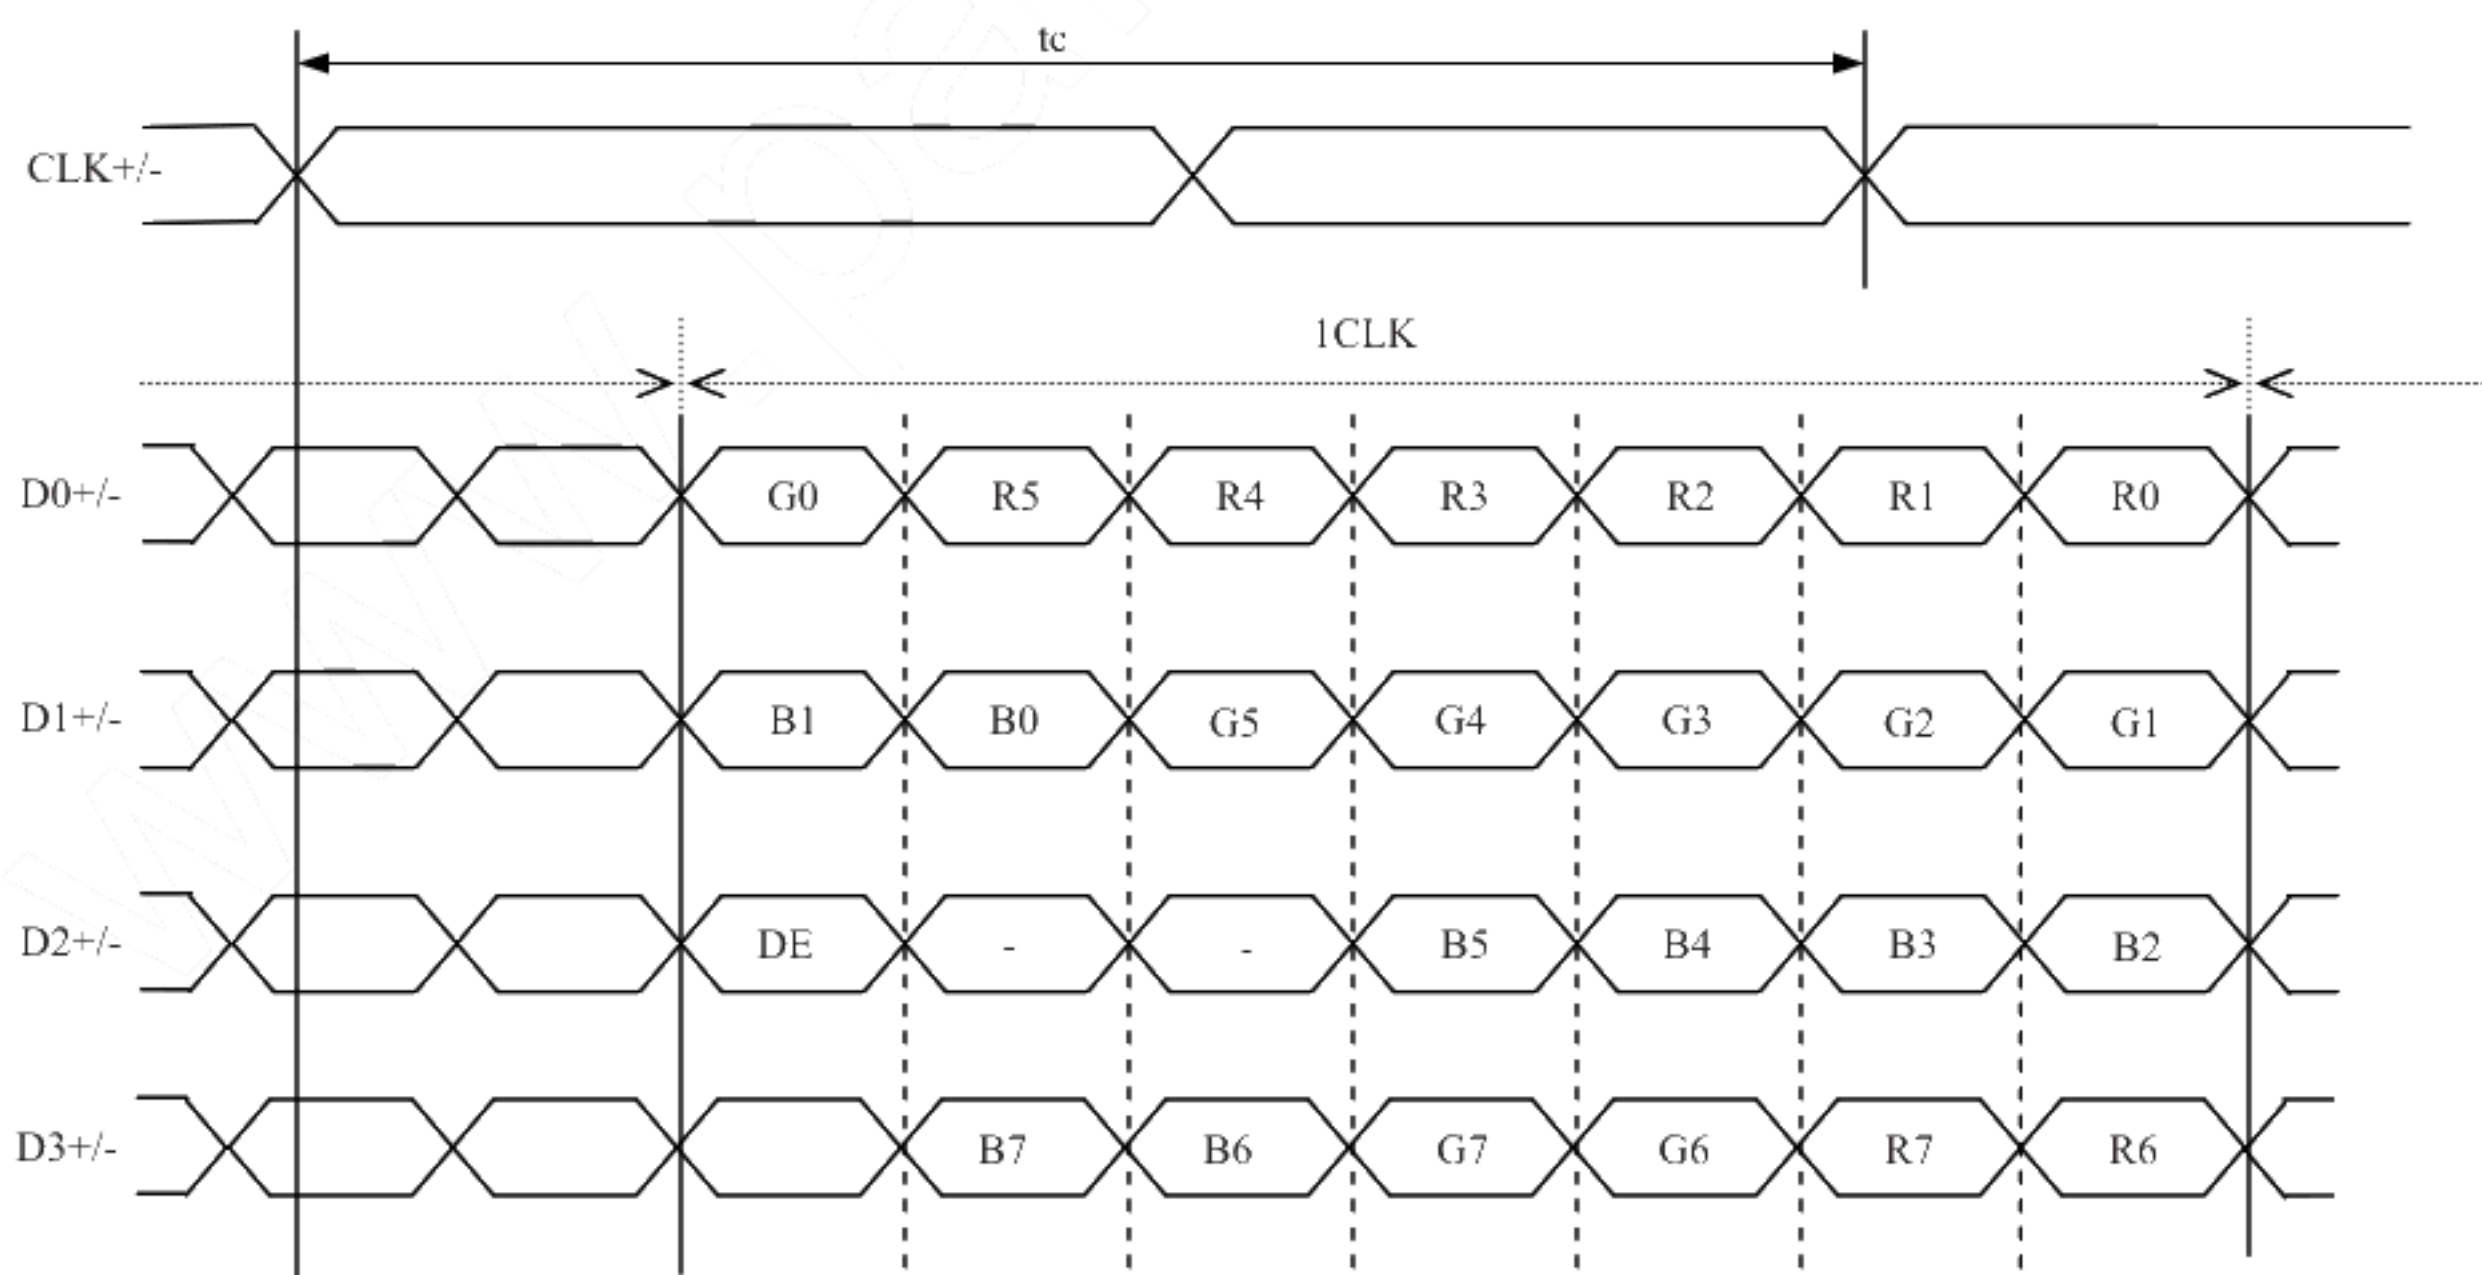 tc
CLK+/-
1CLK
D0+/- G0 R5 R4 R3 R2 R1 R0
D1+/- B1 B0 G5 G4 G3 G2 G1
D2+/- DE - - B5 B4 B3 B2
D3+/- B7 B6 G7 G6 R7 R6